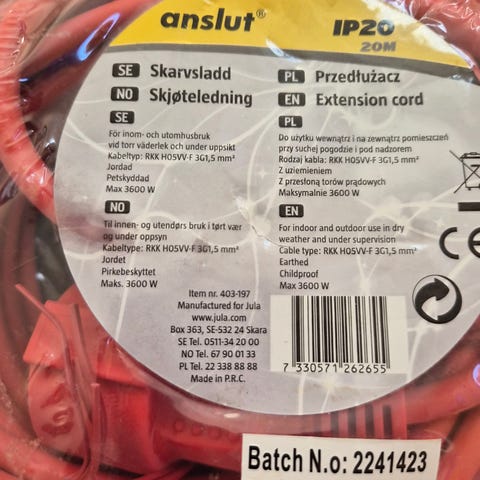 anslut®
IP20
20M
SE Skarvsladd
NO Skjøteledning
PL Przedłużacz
EN Extension cord
SE
För inom- och utomhusbruk
vid torr väderlek och under uppsikt
Kabeltyp: RKK H05VV-F 3G1,5 mm²
Jordad
Petskyddad
Max 3600 W
NO
Til innen- og utendørs bruk i tørt vær
og under oppsyn
Kabeltype: RKK H05VV-F 3G1,5 mm²
Jordet
Pirkebeskyttet
Maks. 3600 W
PL
Do użytku wewnątrz i na zewnątrz pomieszczeń
przy suchej pogodzie i pod nadzorem
Rodzaj kabla: RKK H05VV-F 3G1,5 mm²
Z uziemieniem
Z przesłoną torów prądowych
Maksymalnie 3600 W
EN
For indoor and outdoor use in dry
weather and under supervision
Cable type: RKK H05VV-F 3G1,5 mm²
Earthed
Childproof
Max 3600 W
Item nr. 403-197
Manufactured for Jula
www.jula.com
Box 363, SE-532 24 Skara
SE Tel. 0511-34 20 00
NO Tel. 67 90 01 33
PL Tel. 22 338 88 88
Made in P.R.C.
7 330571 262655
CE
Batch N.o: 2241423